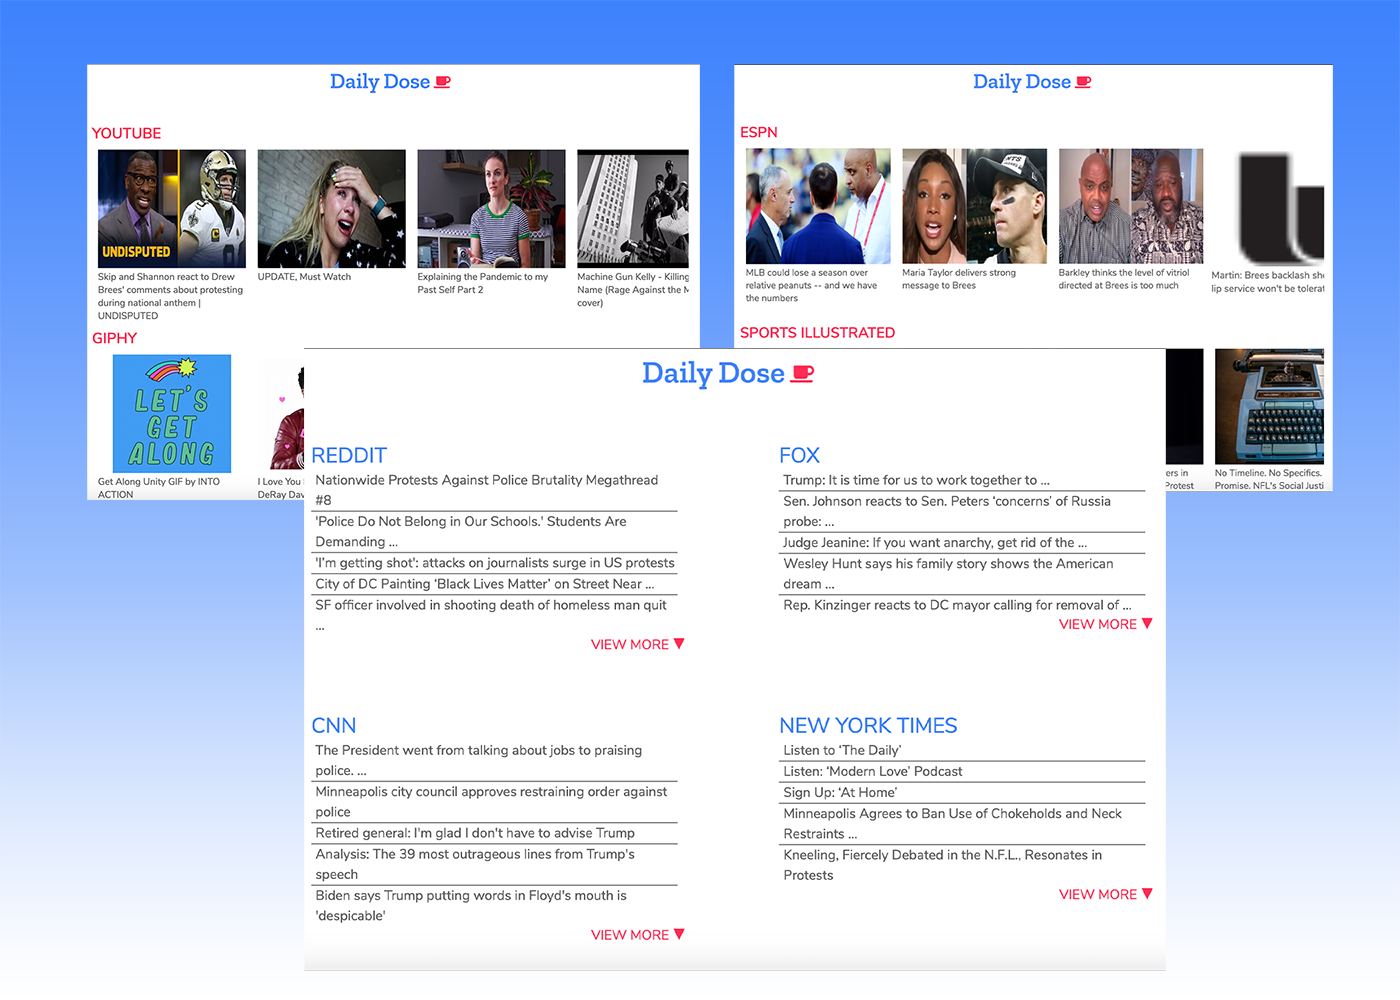 Daily Dose
YOUTUBE
UNDISPUTED
Skip and Shannon react to Drew
Brees' comments about protesting
during national anthem |
UNDISPUTED
UPDATE, Must Watch
Explaining the Pandemic to my
Past Self Part 2
Machine Gun Kelly - Killing
Name (Rage Against the M
cover)
GIPHY
LET'S
GET
ALONG
Get Along Unity GIF by INTO
ACTION
I Love You
DeRay Dav
Daily Dose
ESPN
MLB could lose a season over
relative peanuts -- and we have
the numbers
Maria Taylor delivers strong
message to Brees
Barkley thinks the level of vitriol
directed at Brees is too much
Martin: Brees backlash sho
lip service won't be tolerat
SPORTS ILLUSTRATED
ers in
Protest
No Timeline. No Specifics.
Promise. NFL's Social Justi
Daily Dose
REDDIT
Nationwide Protests Against Police Brutality Megathread
#8
'Police Do Not Belong in Our Schools.' Students Are
Demanding ...
'I'm getting shot': attacks on journalists surge in US protests
City of DC Painting ‘Black Lives Matter’ on Street Near ...
SF officer involved in shooting death of homeless man quit
...
VIEW MORE ▼
FOX
Trump: It is time for us to work together to ...
Sen. Johnson reacts to Sen. Peters ‘concerns’ of Russia
probe: ...
Judge Jeanine: If you want anarchy, get rid of the ...
Wesley Hunt says his family story shows the American
dream ...
Rep. Kinzinger reacts to DC mayor calling for removal of ...
VIEW MORE ▼
CNN
The President went from talking about jobs to praising
police. ...
Minneapolis city council approves restraining order against
police
Retired general: I'm glad I don't have to advise Trump
Analysis: The 39 most outrageous lines from Trump's
speech
Biden says Trump putting words in Floyd's mouth is
'despicable'
VIEW MORE ▼
NEW YORK TIMES
Listen to ‘The Daily’
Listen: ‘Modern Love’ Podcast
Sign Up: ‘At Home’
Minneapolis Agrees to Ban Use of Chokeholds and Neck
Restraints ...
Kneeling, Fiercely Debated in the N.F.L., Resonates in
Protests
VIEW MORE ▼